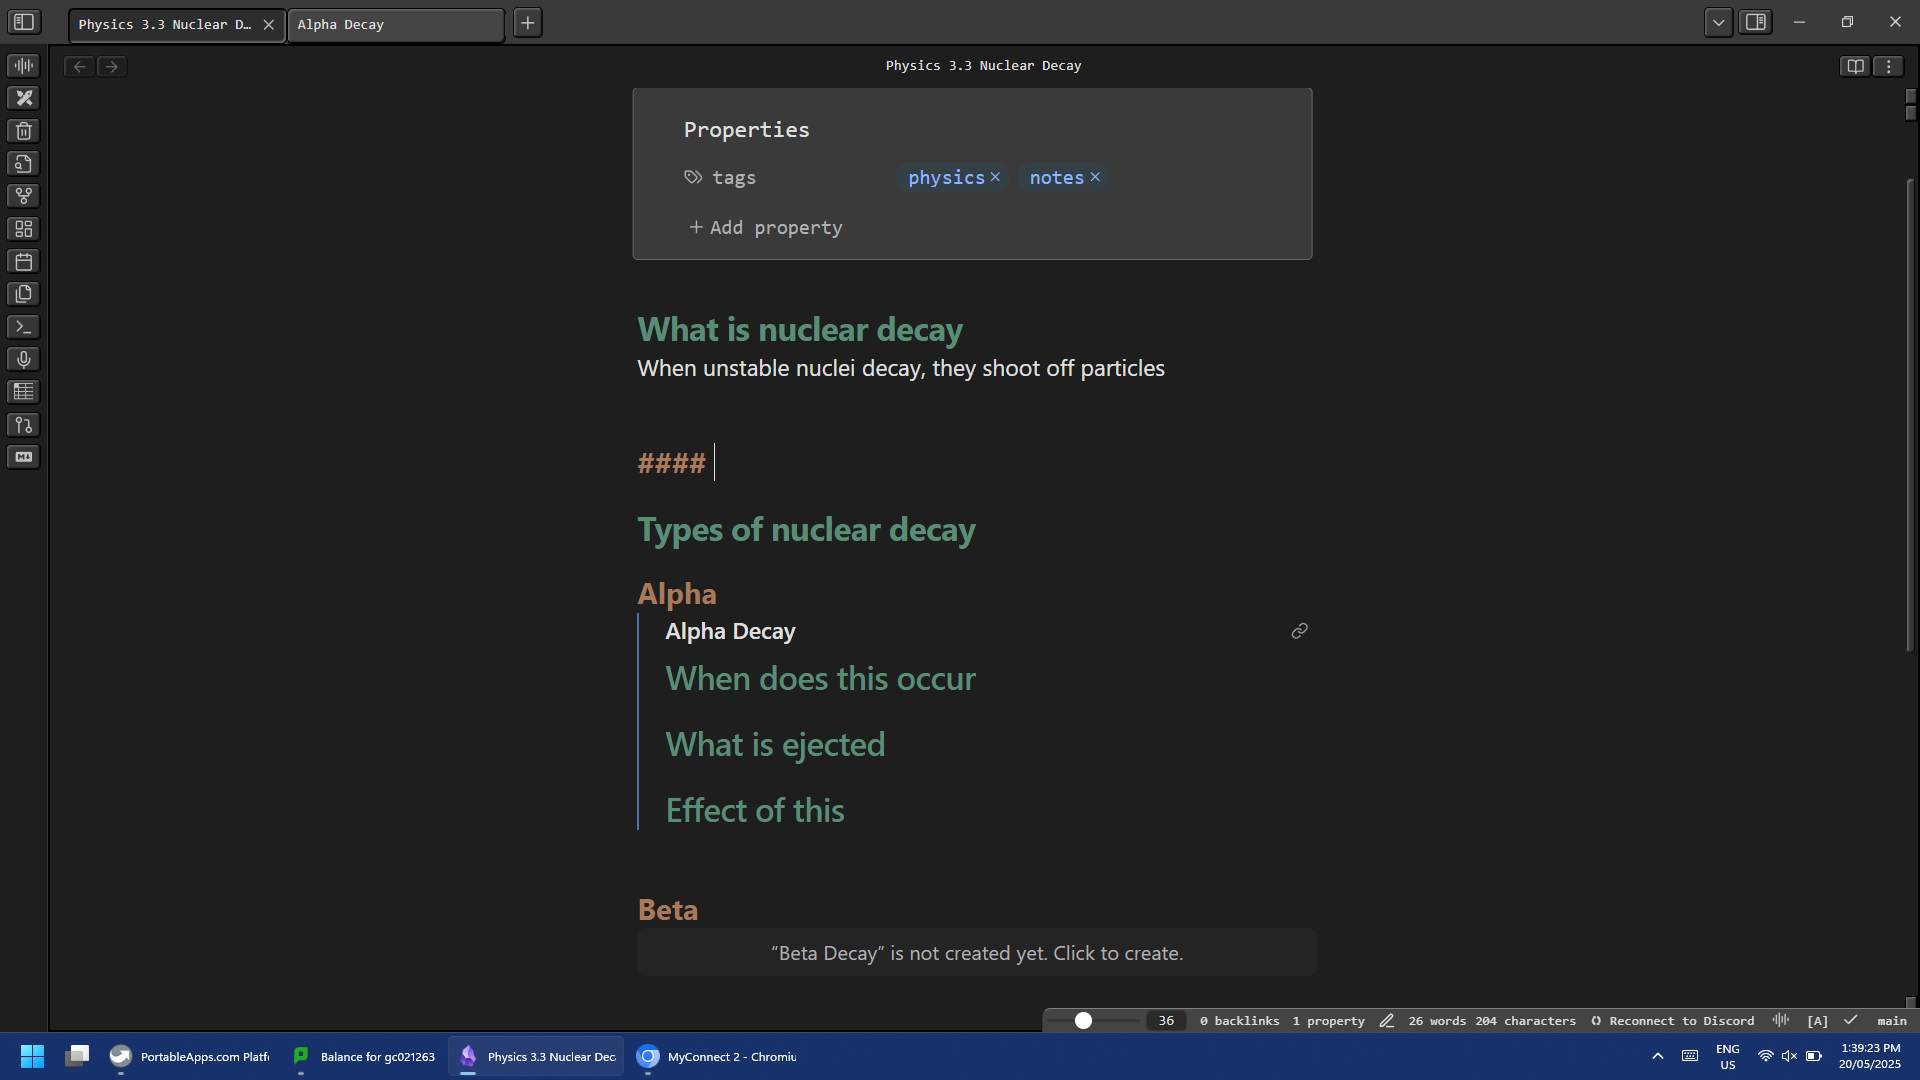 Physics 3.3 Nuclear D…
Alpha Decay
Physics 3.3 Nuclear Decay
Properties
tags
physics
notes
Add property
What is nuclear decay
When unstable nuclei decay, they shoot off particles
####
Types of nuclear decay
Alpha
Alpha Decay
When does this occur
What is ejected
Effect of this
Beta
“Beta Decay” is not created yet. Click to create.
36
0 backlinks
1 property
26 words 204 characters
Reconnect to Discord
[A]
main
PortableApps.com Platf
Balance for gc021263
Physics 3.3 Nuclear Dec
MyConnect 2 - Chromiu
ENG
US
1:39:23 PM
20/05/2025